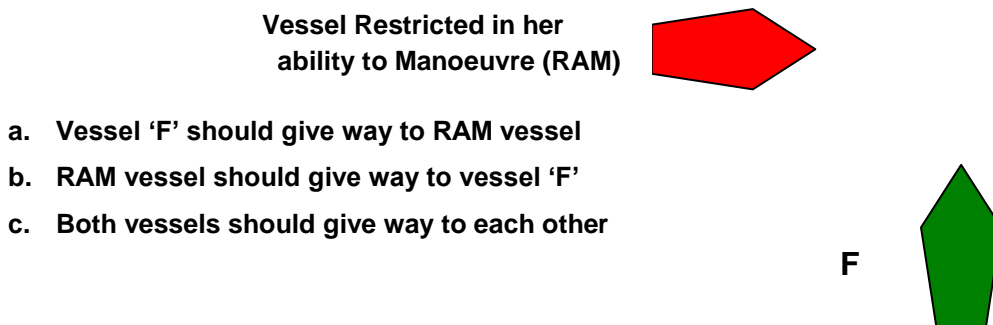 Vessel Restricted in her
ability to Manoeuvre (RAM)
a. Vessel ‘F’ should give way to RAM vessel
b. RAM vessel should give way to vessel ‘F’
c. Both vessels should give way to each other
F